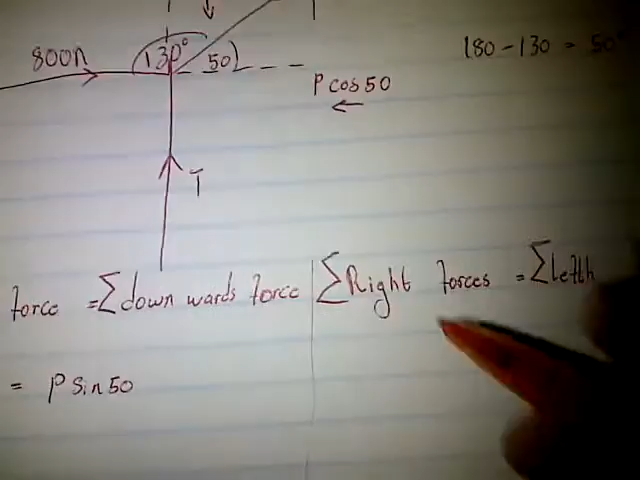 800n 130° 50 180 - 130 = 50°
P cos 50
T
force = Σ down wards force Σ Right forces = Σ left
= P sin 50